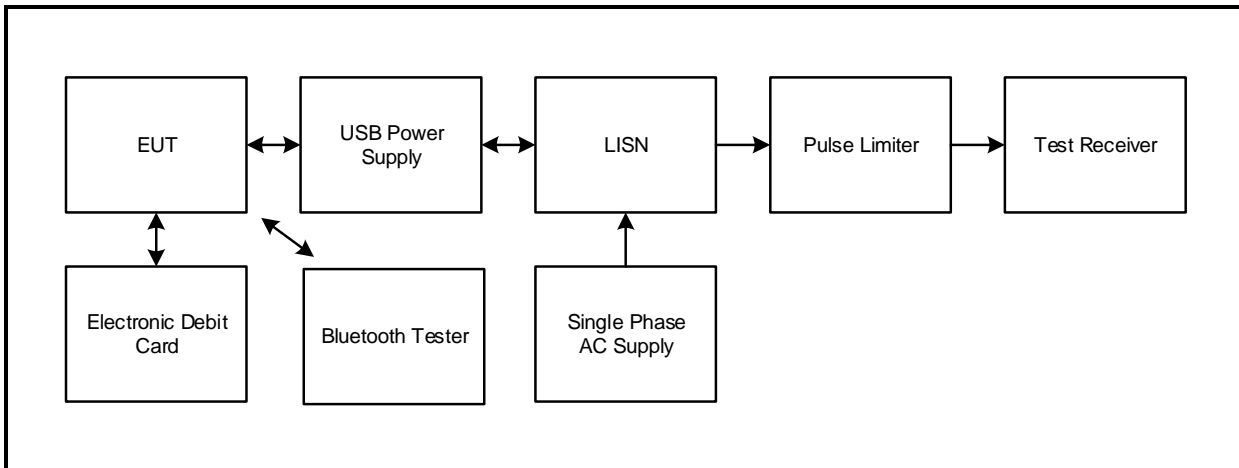 EUT
USB Power
Supply
LISN
Pulse Limiter
Test Receiver
Electronic Debit
Card
Bluetooth Tester
Single Phase
AC Supply